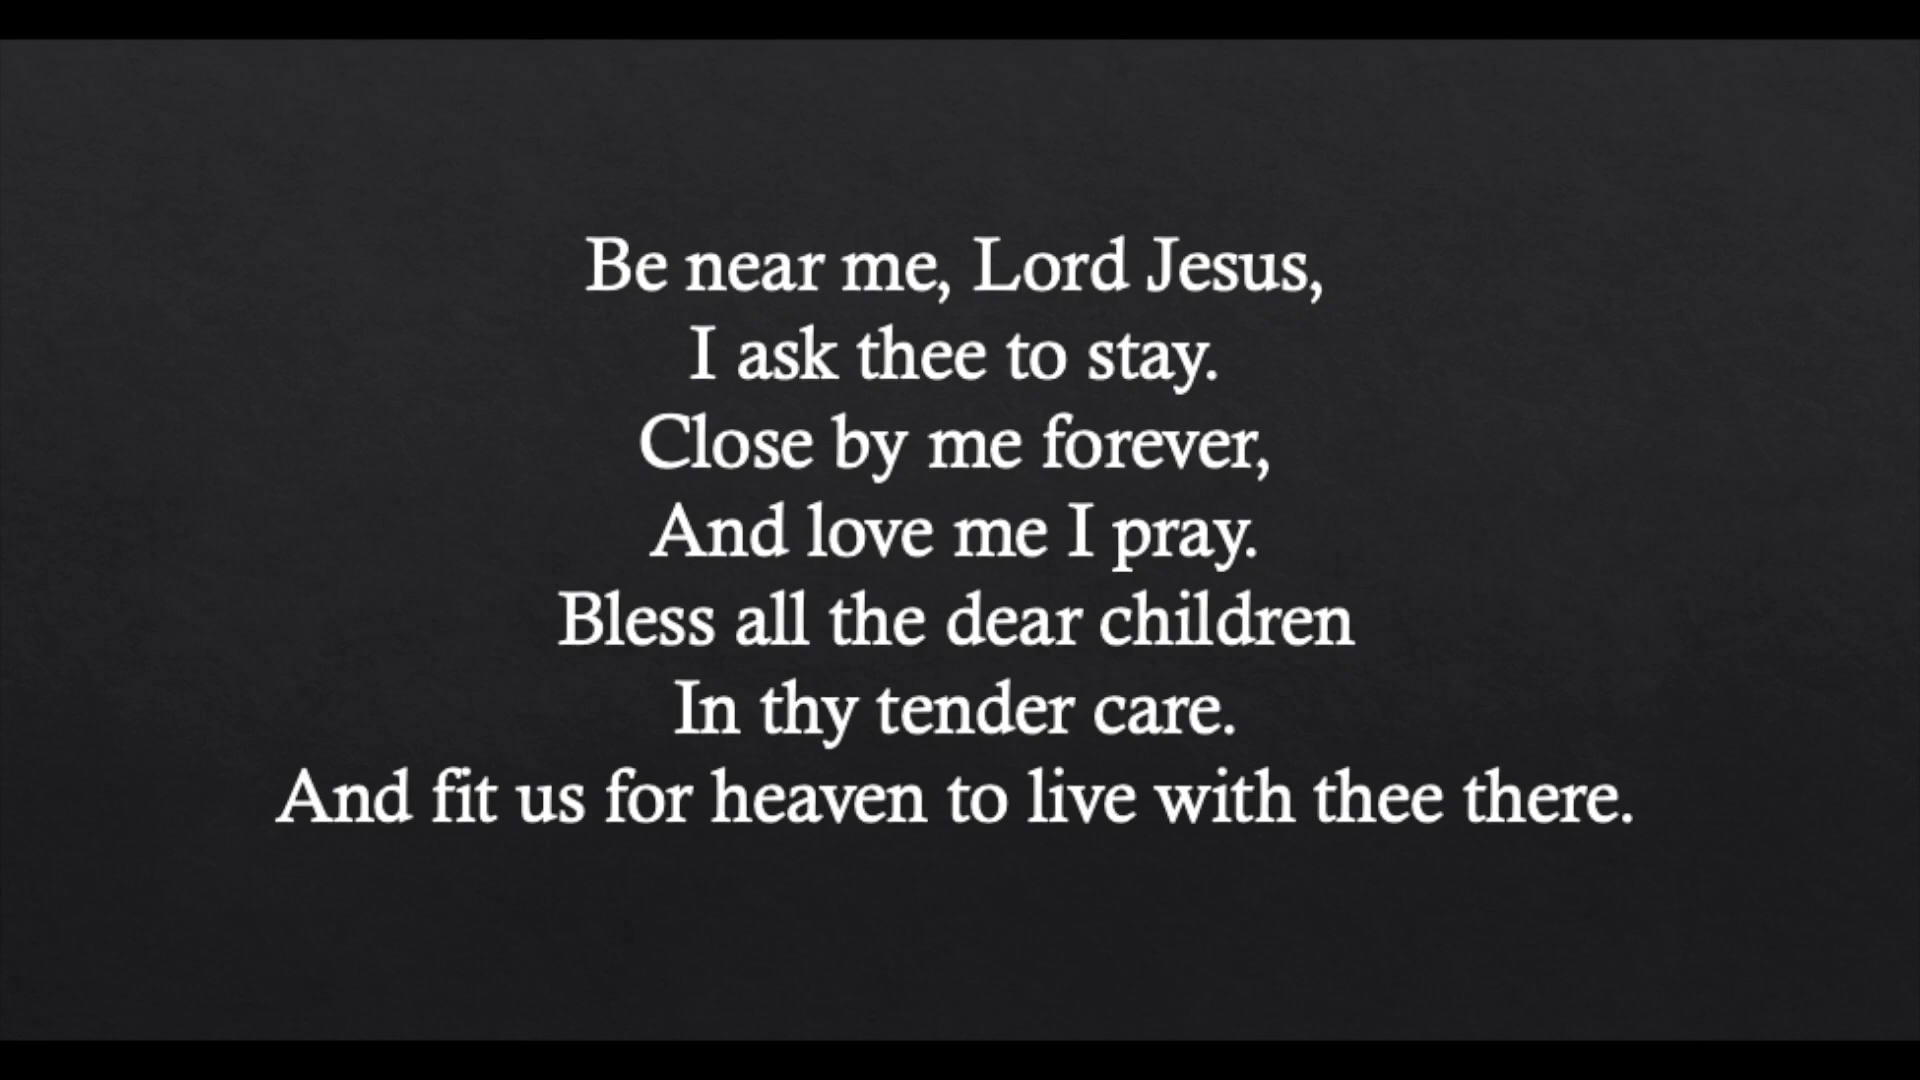 Be near me, Lord Jesus,
I ask thee to stay.
Close by me forever,
And love me I pray.
Bless all the dear children
In thy tender care.
And fit us for heaven to live with thee there.